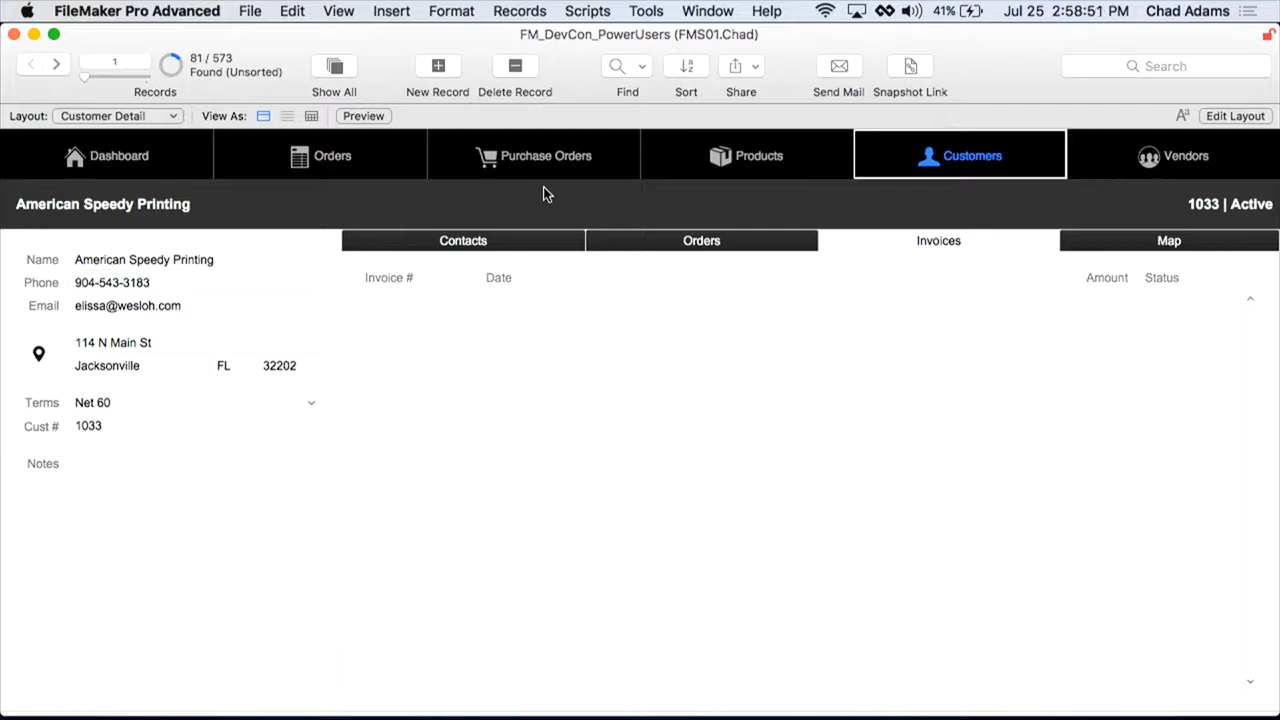 FileMaker Pro Advanced File Edit View Insert Format Records Scripts Tools Window Help 41% Jul 25 2:58:51 PM Chad Adams
FM_DevCon_PowerUsers (FMS01.Chad)
1
81 / 573
Found (Unsorted)
Search
Records Show All New Record Delete Record Find Sort Share Send Mail Snapshot Link
Layout: Customer Detail View As: Preview Aa Edit Layout
Dashboard Orders Purchase Orders Products Customers Vendors
American Speedy Printing 1033 | Active
Contacts Orders Invoices Map
Name American Speedy Printing
Invoice # Date Amount Status
Phone 904-543-3183
Email elissa@wesloh.com
114 N Main St
Jacksonville FL 32202
Terms Net 60
Cust # 1033
Notes